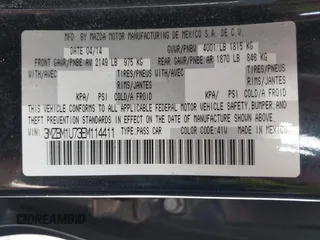 MFD. BY MAZDA MOTOR MANUFACTURING DE MEXICO S.A. DE C.V.
DATE 04/14 GVWR/PNBV 4001 LB 1815 KG
FRONT GAWR/PNBE AV 2149 LB 975 KG REAR GAWR/PNBE AR 1870 LB 848 KG
WITH/AVEC TIRES/PNEUS WITH/AVEC TIRES/PNEUS
RIMS/JANTES RIMS/JANTES
KPA/ PSI COLD/A FROID KPA/ PSI COLD/A FROID
THIS VEHICLE CONFORMS TO ALL APPLICABLE FEDERAL MOTOR VEHICLE SAFETY, BUMPER, AND
THEFT PREVENTION STANDARDS IN EFFECT ON THE DATE OF MANUFACTURE SHOWN ABOVE.
3MZBM1U73EM114411 TYPE: PASS CAR COLOR CODE: 41W MADE IN MEXICO
© CARABIDIO